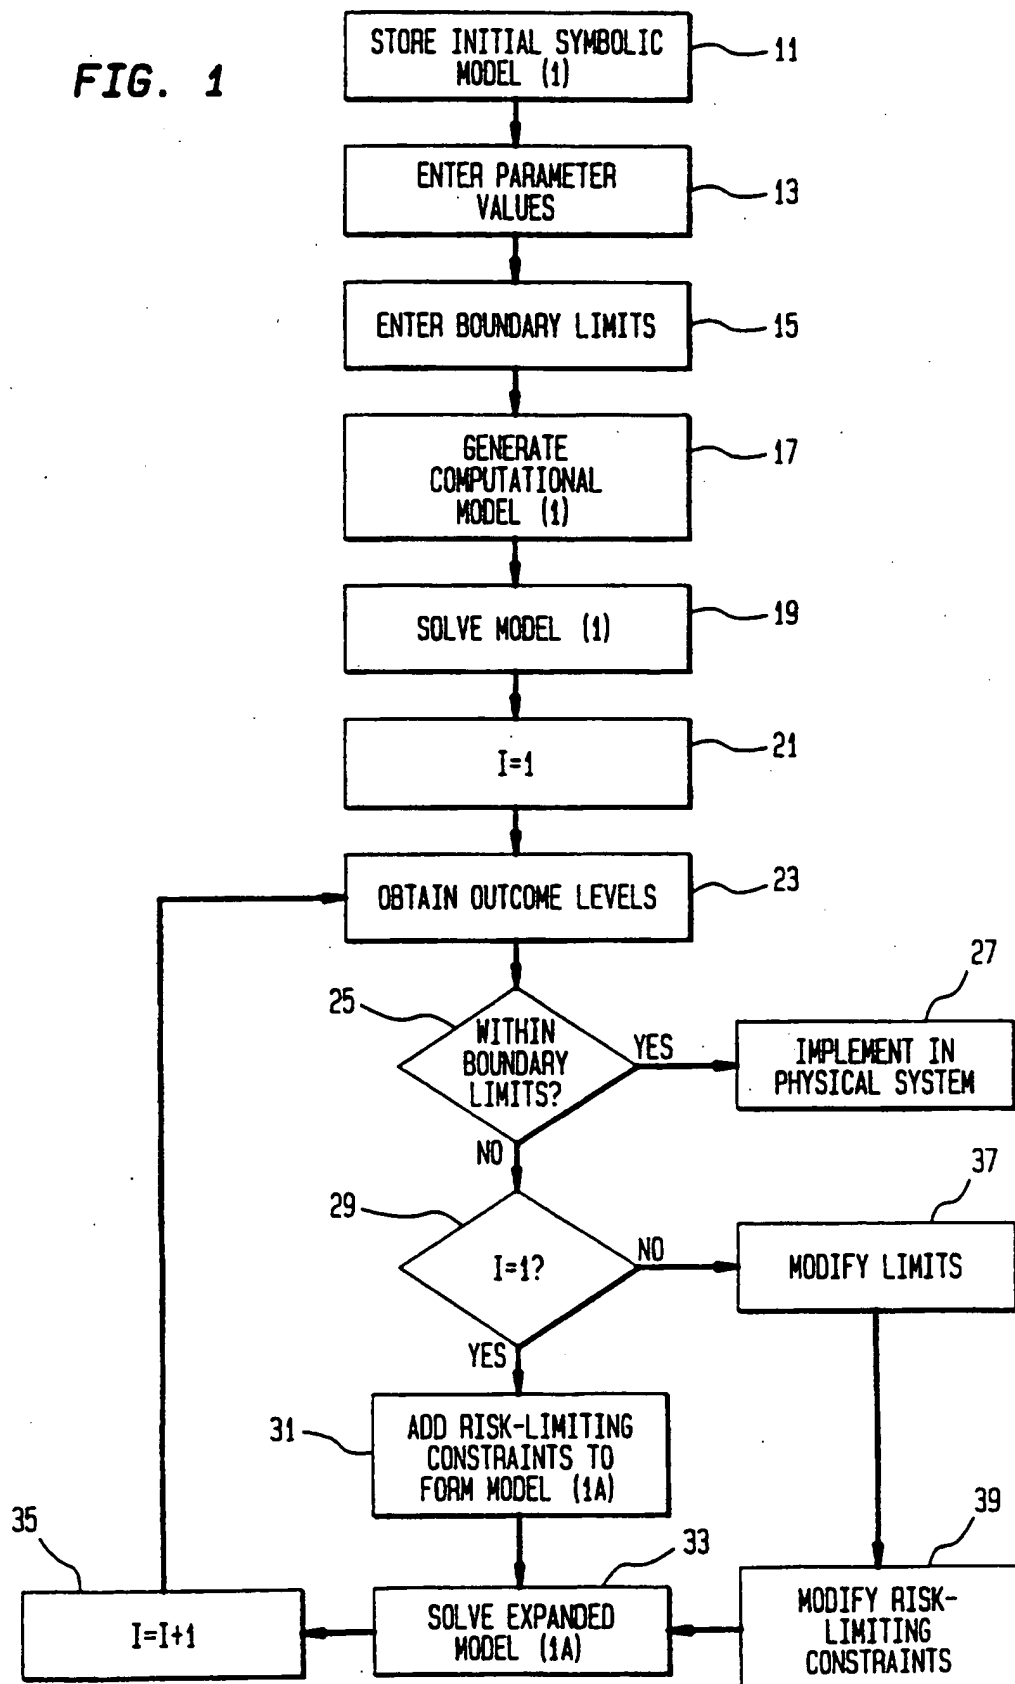 FIG. 1
STORE INITIAL SYMBOLIC
MODEL (1)
11
ENTER PARAMETER
VALUES
13
ENTER BOUNDARY LIMITS
15
GENERATE
COMPUTATIONAL
MODEL (1)
17
SOLVE MODEL (1)
19
I=1
21
OBTAIN OUTCOME LEVELS
23
25
WITHIN
BOUNDARY
LIMITS?
YES
NO
27
IMPLEMENT IN
PHYSICAL SYSTEM
29
I=1?
NO
YES
37
MODIFY LIMITS
31
ADD RISK-LIMITING
CONSTRAINTS TO
FORM MODEL (1A)
35
I=I+1
33
SOLVE EXPANDED
MODEL (1A)
39
MODIFY RISK-
LIMITING
CONSTRAINTS